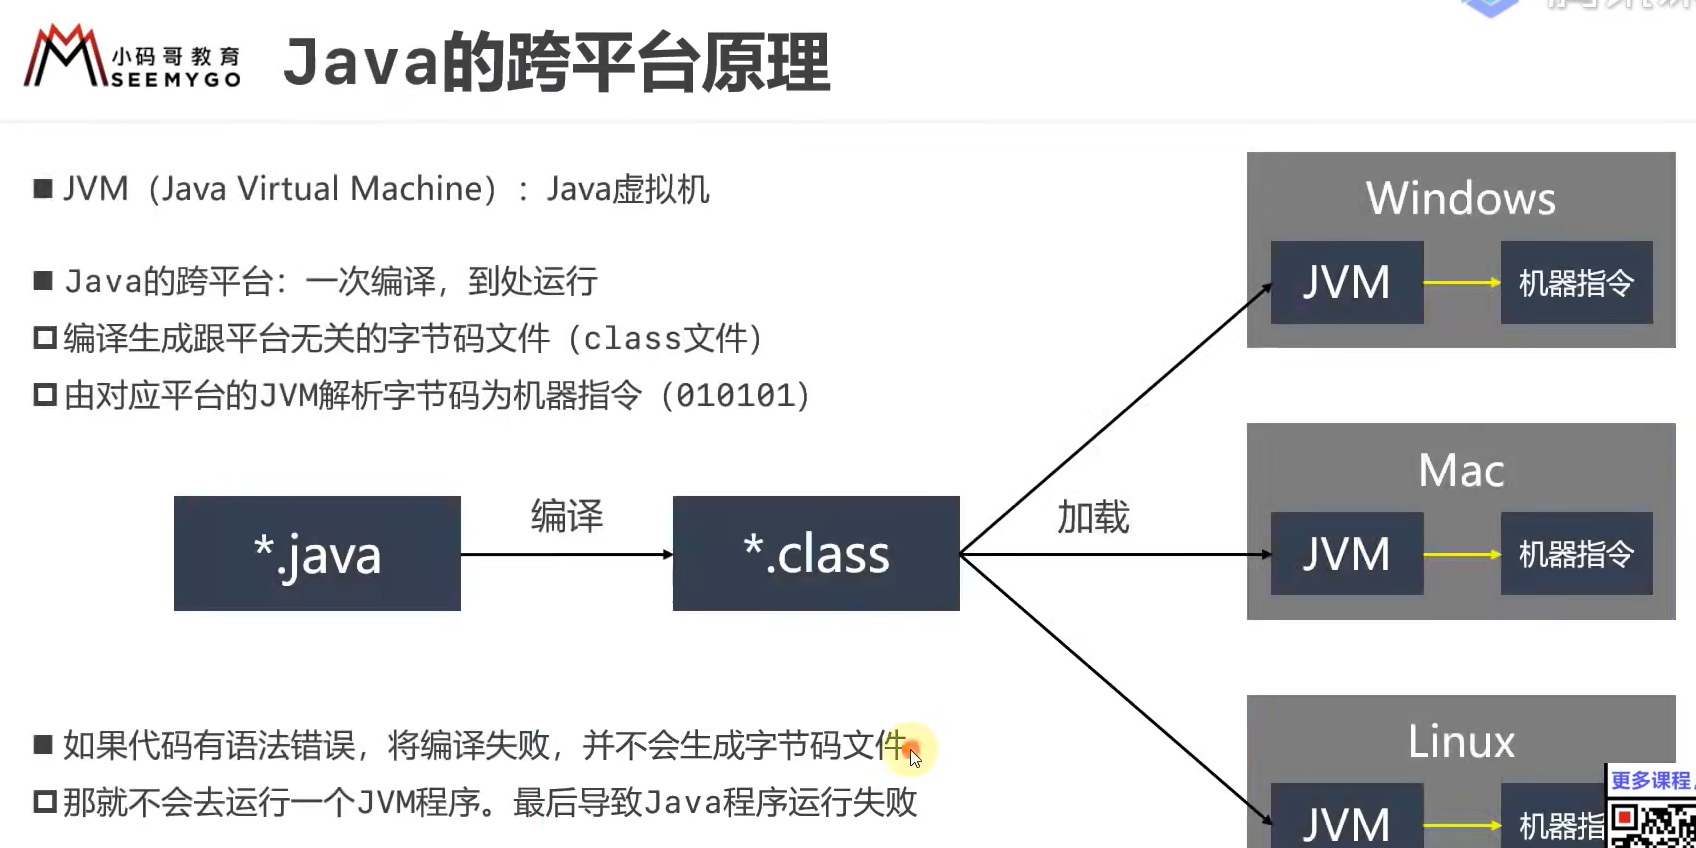 小码哥教育
SEEMYGO
Java的跨平台原理
JVM（Java Virtual Machine）：Java虚拟机
Java的跨平台：一次编译，到处运行
编译生成跟平台无关的字节码文件（class文件）
由对应平台的JVM解析字节码为机器指令（010101）
*.java
编译
*.class
加载
Windows
JVM
机器指令
Mac
JVM
机器指令
Linux
JVM
机器指
如果代码有语法错误，将编译失败，并不会生成字节码文件
那就不会去运行一个JVM程序。最后导致Java程序运行失败
更多课程